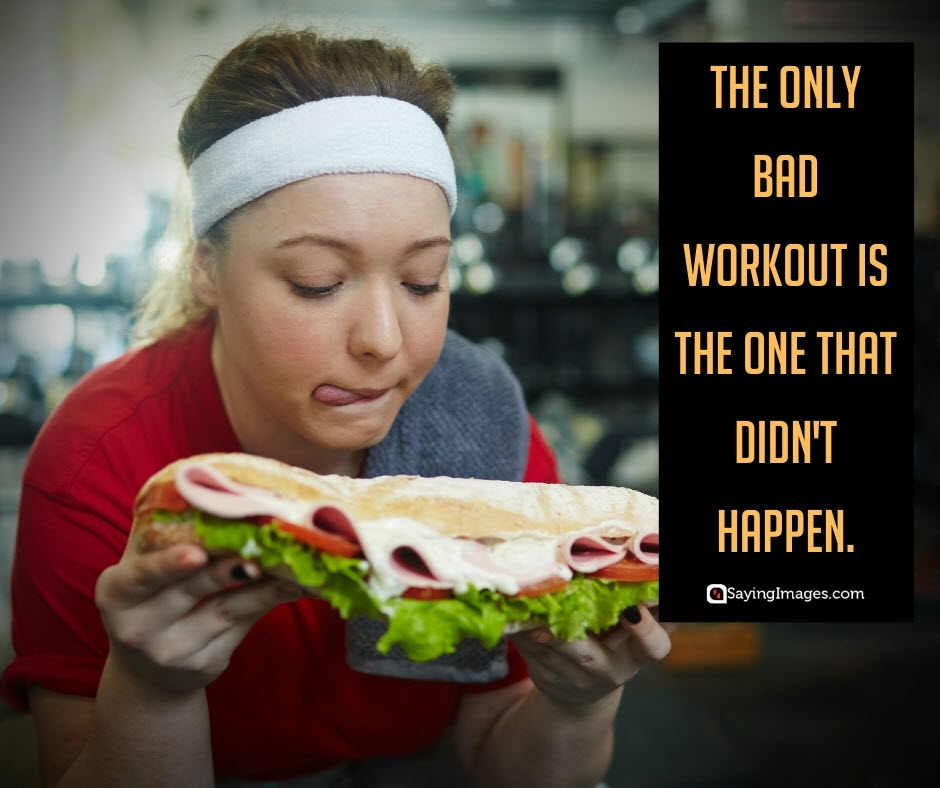 THE ONLY
BAD
WORKOUT IS
THE ONE THAT
DIDN'T
HAPPEN.
SayingImages.com